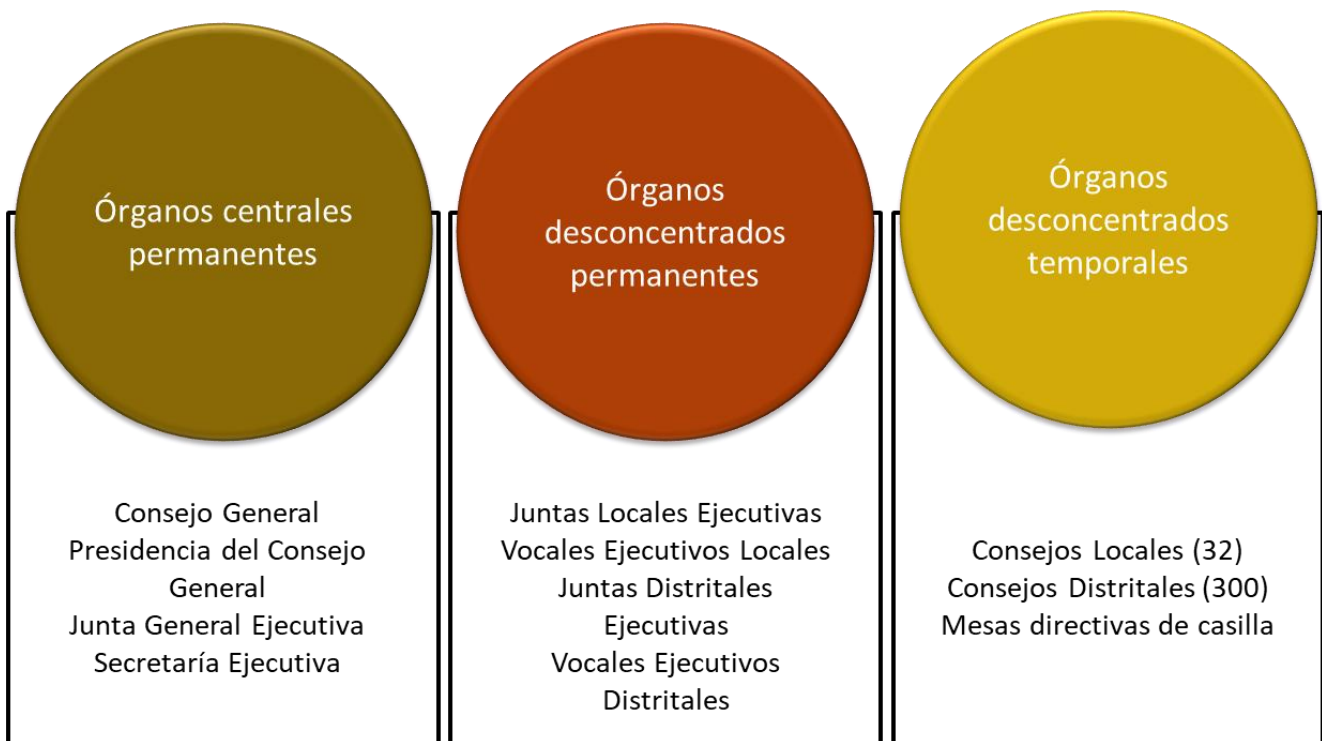 Órganos centrales
permanentes
Consejo General
Presidencia del Consejo
General
Junta General Ejecutiva
Secretaría Ejecutiva
Órganos
desconcentrados
permanentes
Juntas Locales Ejecutivas
Vocales Ejecutivos Locales
Juntas Distritales
Ejecutivas
Vocales Ejecutivos
Distritales
Órganos
desconcentrados
temporales
Consejos Locales (32)
Consejos Distritales (300)
Mesas directivas de casilla